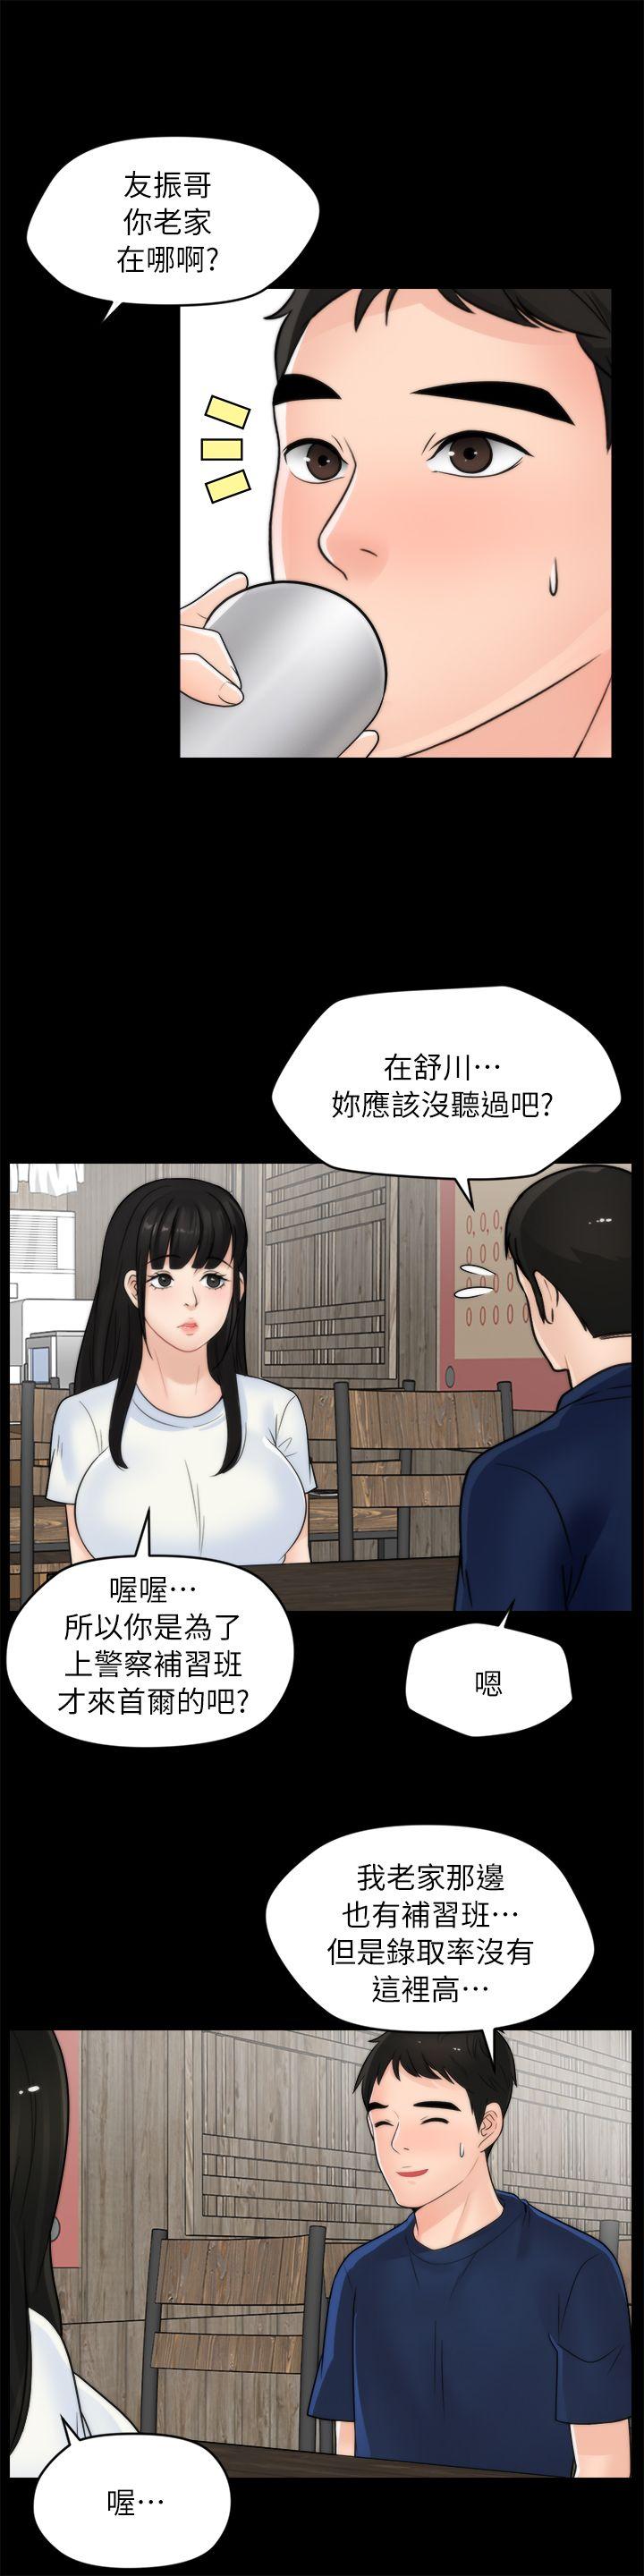 友振哥
你老家
在哪啊?
在舒川⋯
妳應該沒聽過吧?
喔喔⋯
所以你是為了
上警察補習班
才來首爾的吧?
嗯
我老家那邊
也有補習班⋯
但是錄取率沒有
這裡高⋯
喔⋯